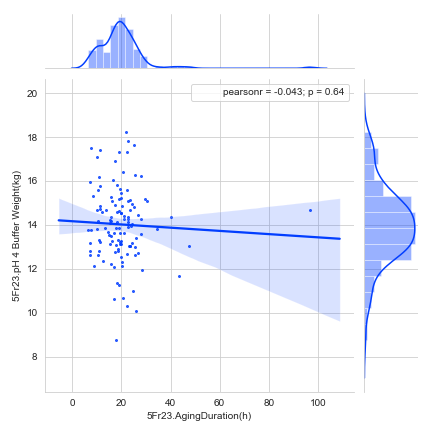 pearsonr = -0.043; p = 0.64
20
18
16
14
12
10
8
5Fr23.pH 4 Buffer Weight(kg)
0 20 40 60 80 100
5Fr23.AgingDuration(h)